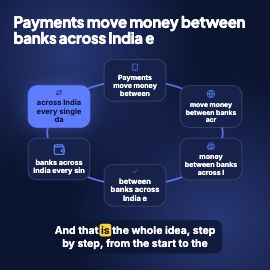 Payments move money between
banks across India e
Payments
move money
between
move money
between banks
acr
money
between banks
across I
between
banks across
India e
banks across
India every sin
across India
every single
da
And that is the whole idea, step
by step, from the start to the